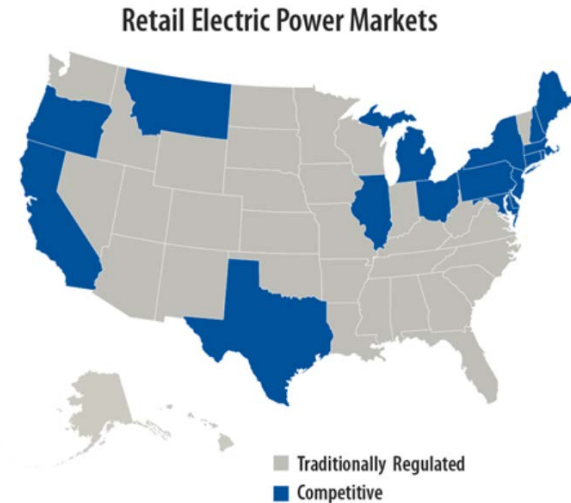 Retail Electric Power Markets
Traditionally Regulated
Competitive